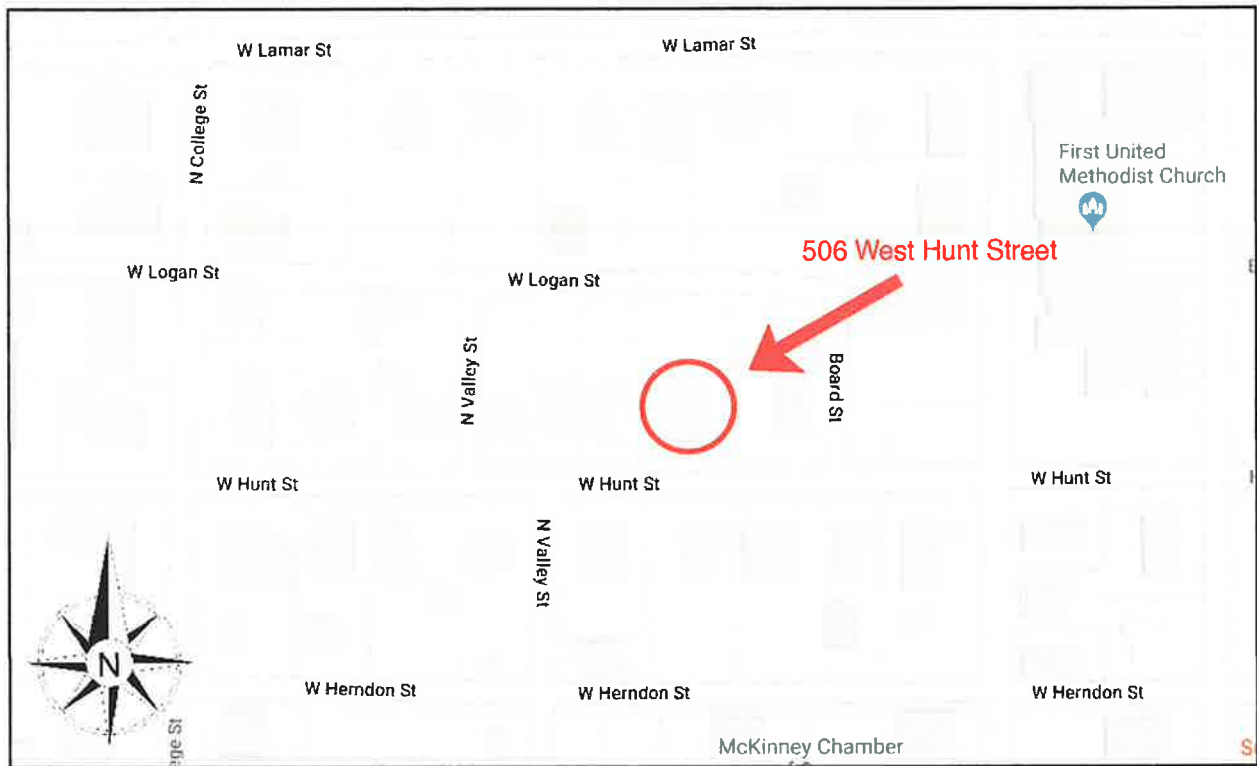 W Lamar St
W Lamar St
N College St
First United
Methodist Church
506 West Hunt Street
W Logan St
W Logan St
N Valley St
Board St
W Hunt St
W Hunt St
W Hunt St
N Valley St
N
W Herndon St
W Herndon St
W Herndon St
ege St
McKinney Chamber